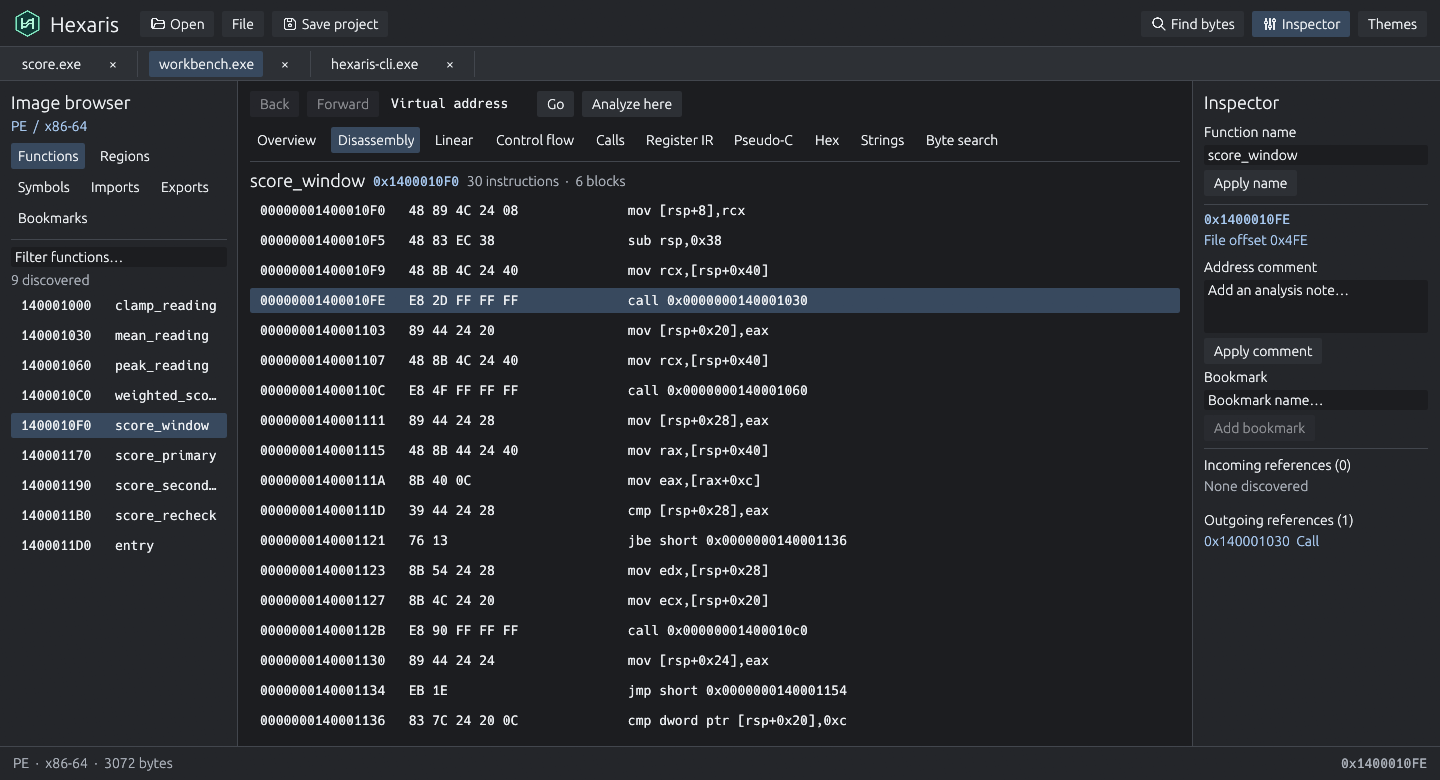 Hexaris Open File Save project Find bytes Inspector Themes
score.exe × workbench.exe × hexaris-cli.exe ×
Image browser
PE / x86-64
Functions Regions
Symbols Imports Exports
Bookmarks
Filter functions…
9 discovered
140001000 clamp_reading
140001030 mean_reading
140001060 peak_reading
1400010C0 weighted_sco…
1400010F0 score_window
140001170 score_primary
140001190 score_second…
1400011B0 score_recheck
1400011D0 entry
Back Forward Virtual address Go Analyze here
Overview Disassembly Linear Control flow Calls Register IR Pseudo-C Hex Strings Byte search
score_window 0x1400010F0 30 instructions · 6 blocks
00000001400010F0 48 89 4C 24 08 mov [rsp+8],rcx
00000001400010F5 48 83 EC 38 sub rsp,0x38
00000001400010F9 48 8B 4C 24 40 mov rcx,[rsp+0x40]
00000001400010FE E8 2D FF FF FF call 0x0000000140001030
0000000140001103 89 44 24 20 mov [rsp+0x20],eax
0000000140001107 48 8B 4C 24 40 mov rcx,[rsp+0x40]
000000014000110C E8 4F FF FF FF call 0x0000000140001060
0000000140001111 89 44 24 28 mov [rsp+0x28],eax
0000000140001115 48 8B 44 24 40 mov rax,[rsp+0x40]
000000014000111A 8B 40 0C mov eax,[rax+0xc]
000000014000111D 39 44 24 28 cmp [rsp+0x28],eax
0000000140001121 76 13 jbe short 0x0000000140001136
0000000140001123 8B 54 24 28 mov edx,[rsp+0x28]
0000000140001127 8B 4C 24 20 mov ecx,[rsp+0x20]
000000014000112B E8 90 FF FF FF call 0x00000001400010c0
0000000140001130 89 44 24 24 mov [rsp+0x24],eax
0000000140001134 EB 1E jmp short 0x0000000140001154
0000000140001136 83 7C 24 20 0C cmp dword ptr [rsp+0x20],0xc
Inspector
Function name
score_window
Apply name
0x1400010FE
File offset 0x4FE
Address comment
Add an analysis note…
Apply comment
Bookmark
Bookmark name…
Add bookmark
Incoming references (0)
None discovered
Outgoing references (1)
0x140001030 Call
PE · x86-64 · 3072 bytes 0x1400010FE